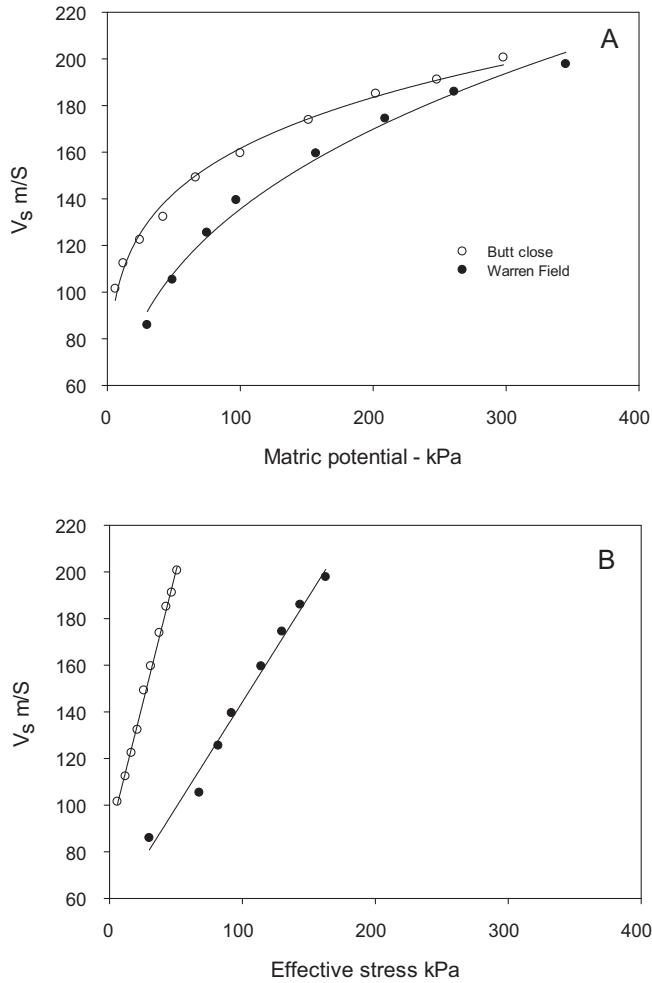 A
220
200
180
160
140
120
100
80
60
V_S m/S
Butt close
Warren Field
0 100 200 300 400
Matric potential - kPa
B
220
200
180
160
140
120
100
80
60
V_S m/S
0 100 200 300 400
Effective stress kPa